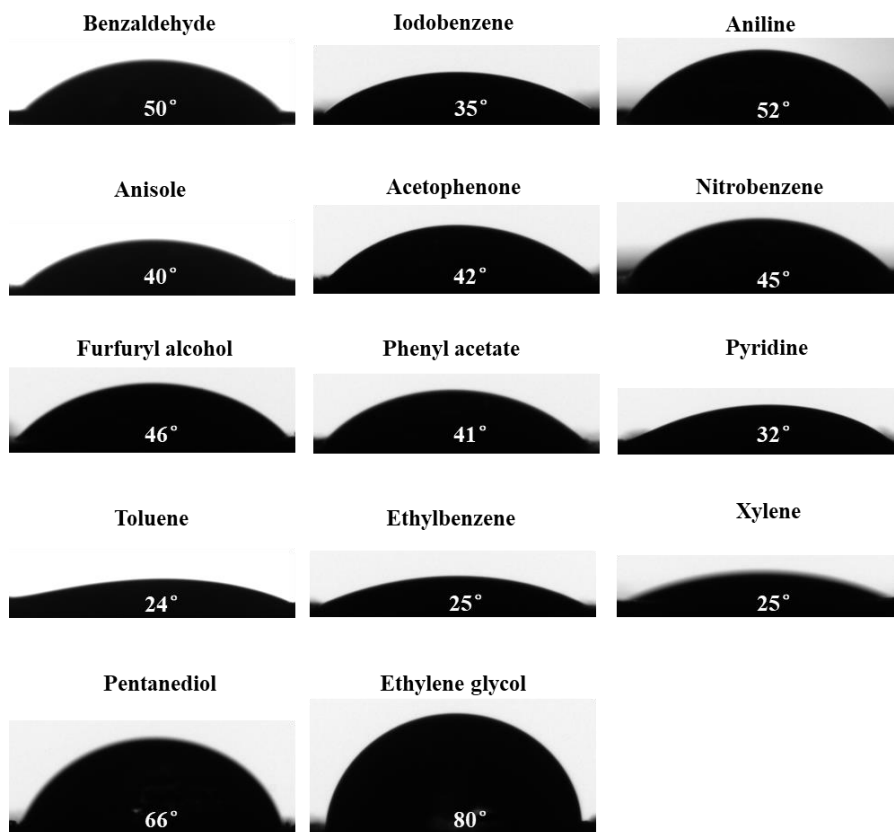 Benzaldehyde
50°
Iodobenzene
35°
Aniline
52°
Anisole
40°
Acetophenone
42°
Nitrobenzene
45°
Furfuryl alcohol
46°
Phenyl acetate
41°
Pyridine
32°
Toluene
24°
Ethylbenzene
25°
Xylene
25°
Pentanediol
66°
Ethylene glycol
80°